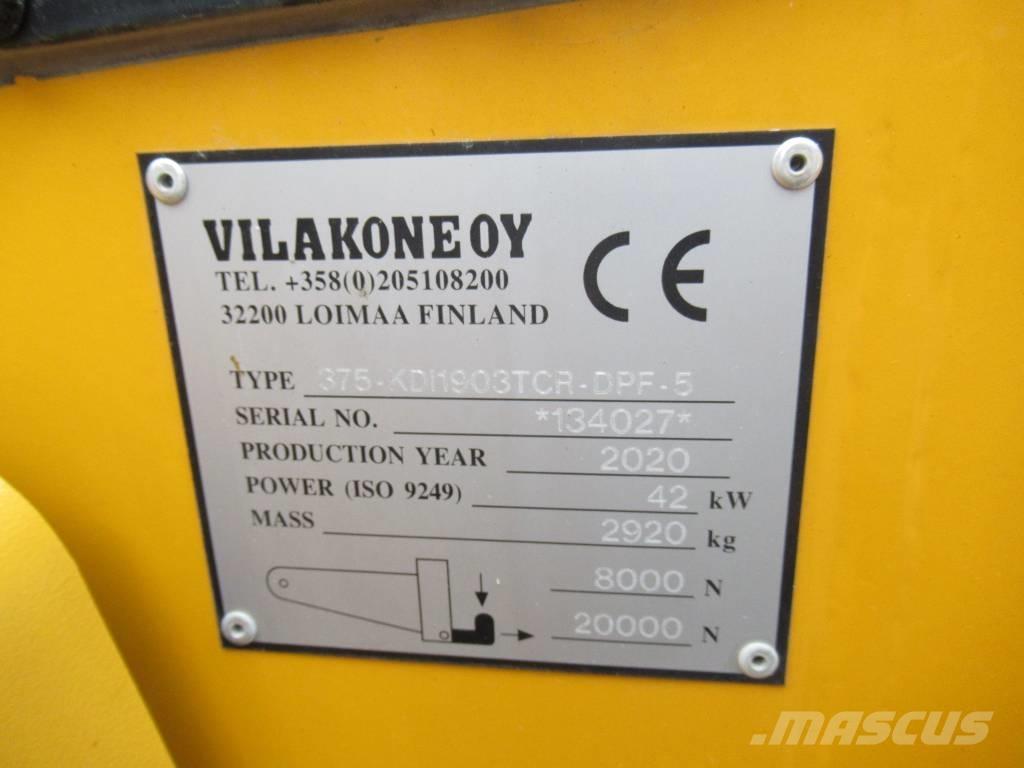 VILAKONE OY
TEL. +358(0)205108200
32200 LOIMAA FINLAND
CE
TYPE 375-KDI1903TCR-DPF-5
SERIAL NO. *134027*
PRODUCTION YEAR 2020
POWER (ISO 9249) 42 kW
MASS 2920 kg
8000 N
20000 N
MASCUS